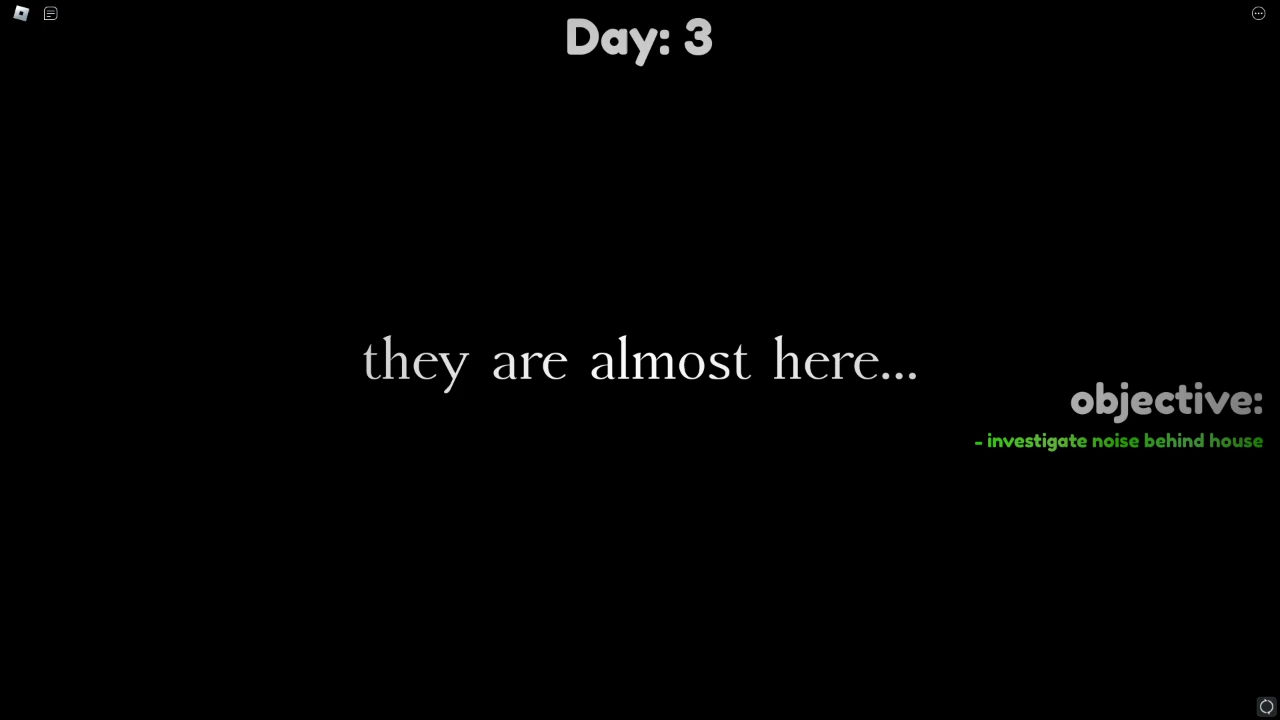 Day: 3
they are almost here...
objective:
- investigate noise behind house